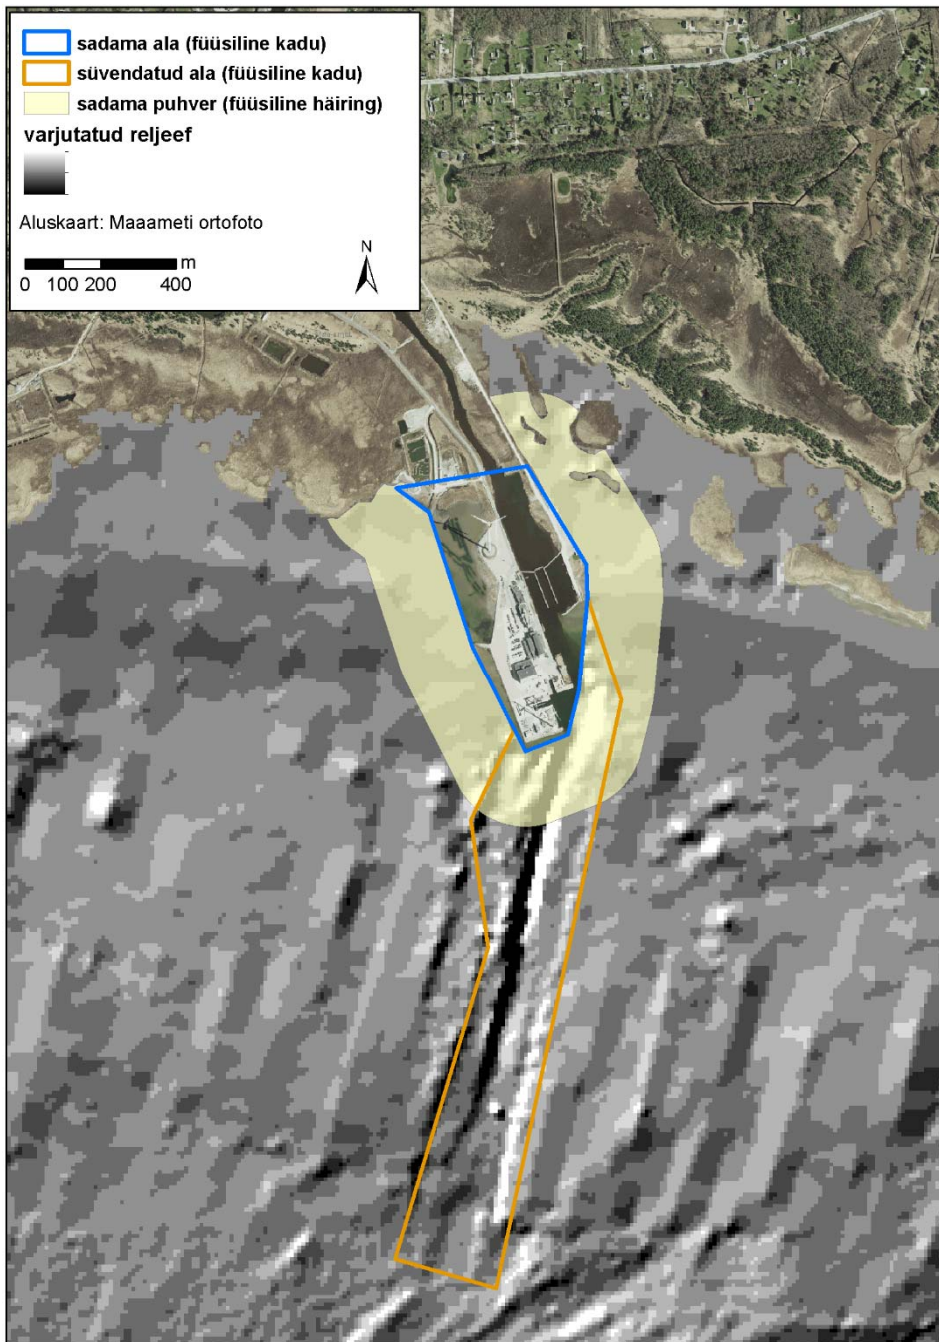 sadama ala (füüsiline kadu)
süvendatud ala (füüsiline kadu)
sadama puhver (füüsiline häiring)
varjutatud reljeef
Aluskaart: Maaameti ortofoto
N
m
0 100 200 400